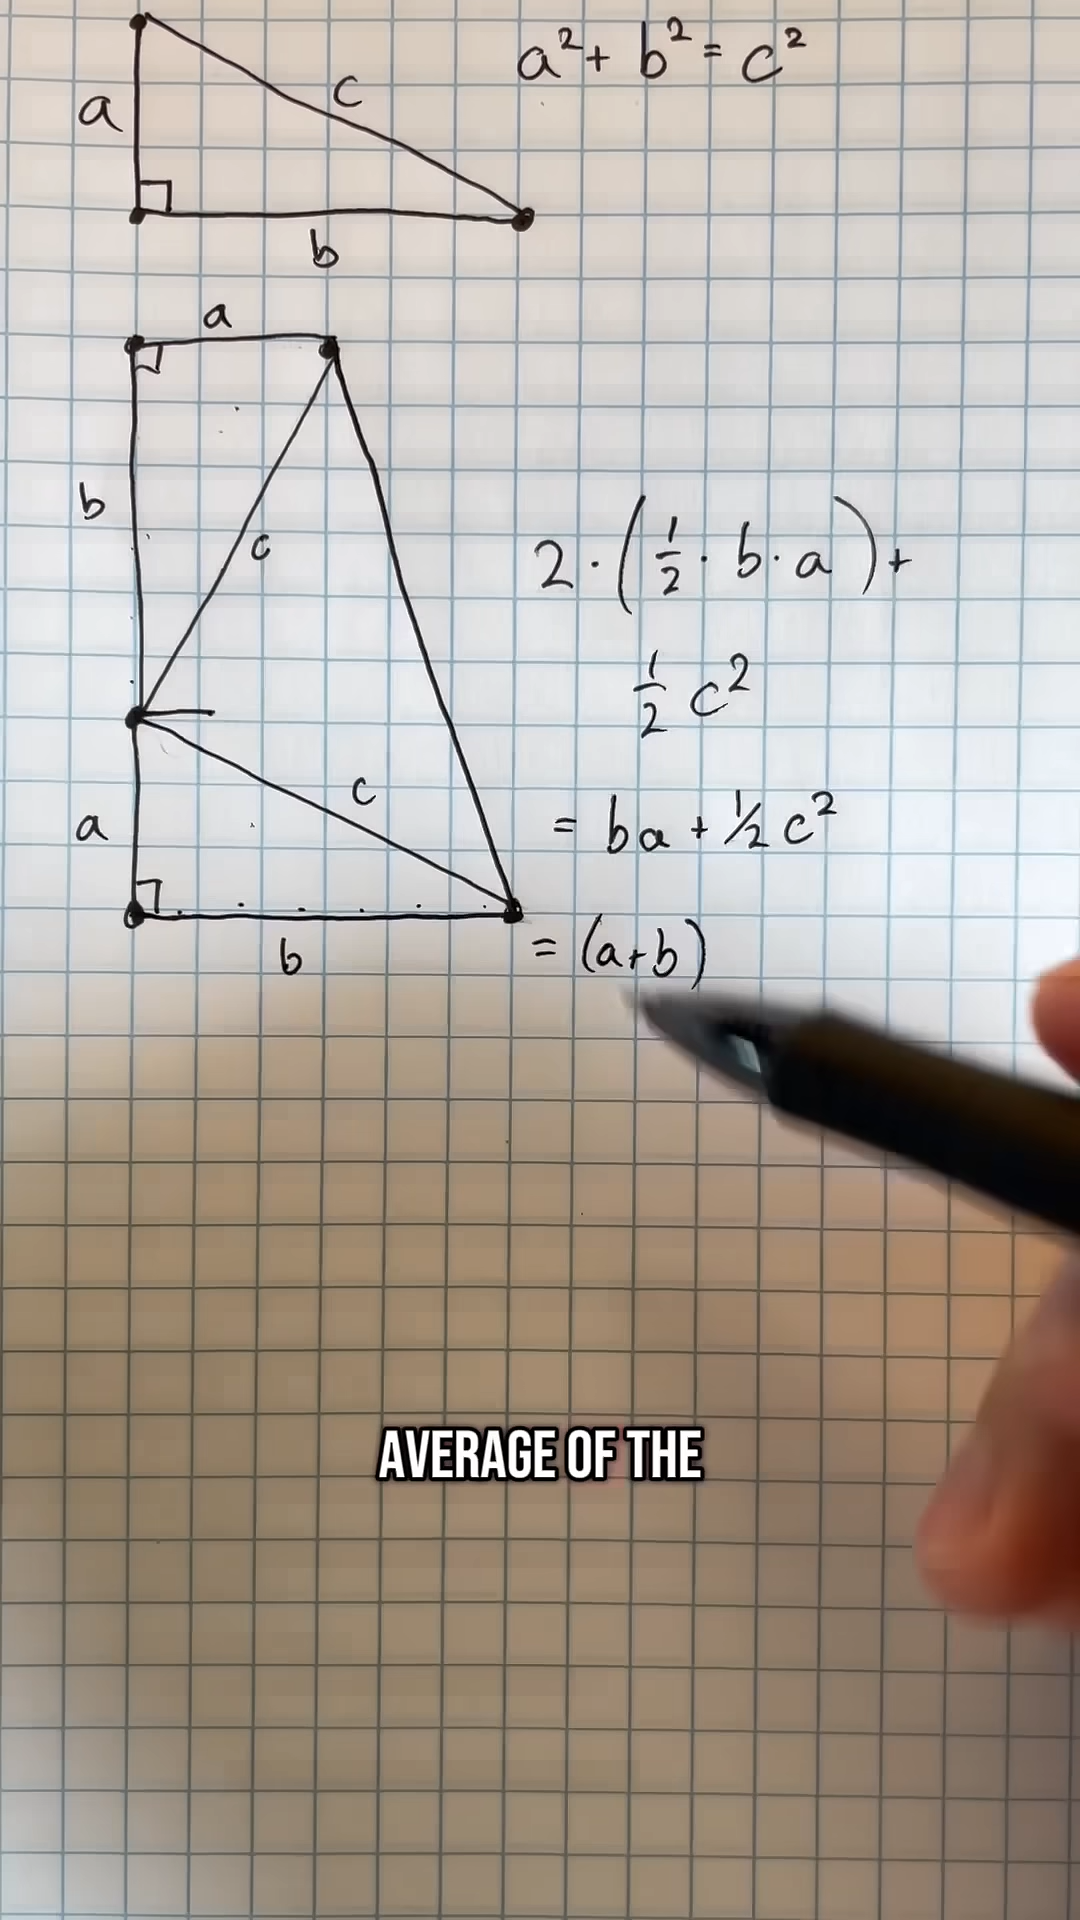 a
c
a² + b² = c²
b
a
b
c
2 · (½ · b · a) +
½ c²
c
a
= ba + ½ c²
b
= (a+b)
AVERAGE OF THE